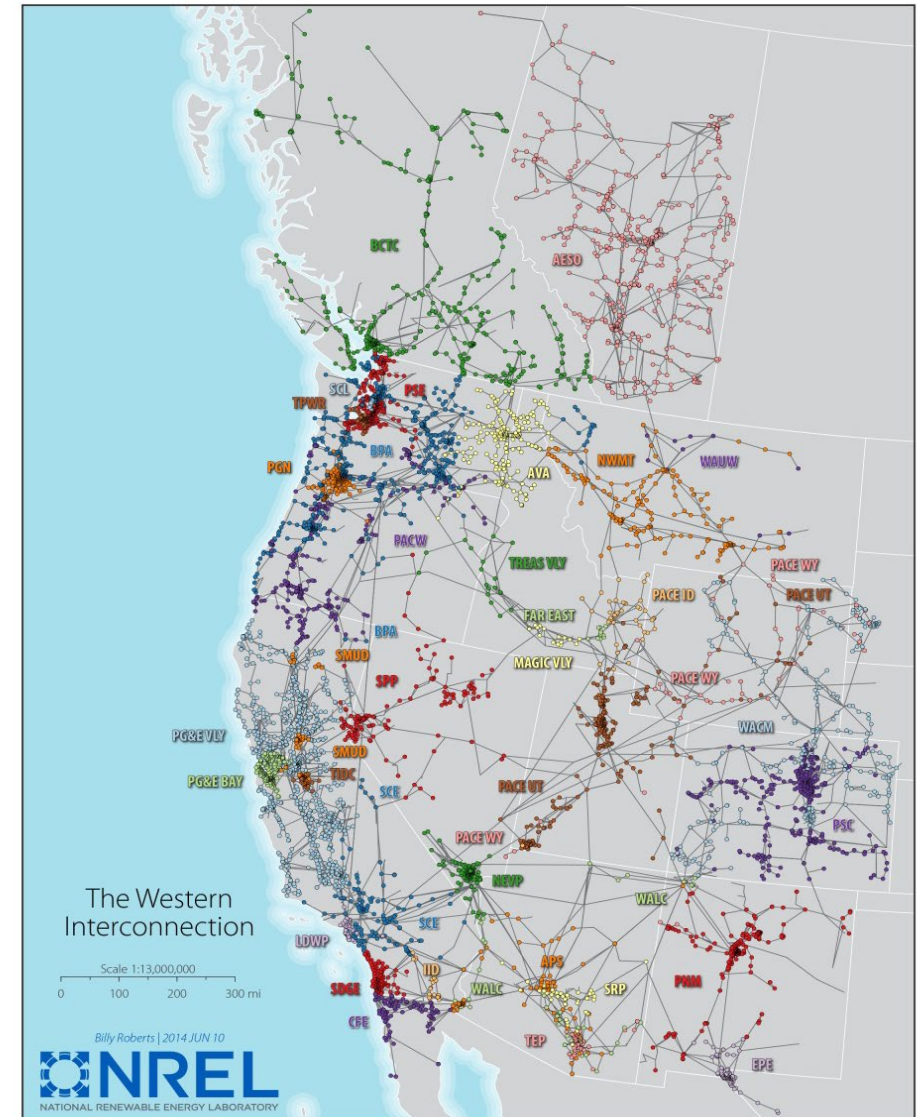 BCTC
AESO
SCL
PSE
TPWR
BPA
PGN
AVA
NWMT
WAUW
PACW
TREAS VLY
PACE WY
PACE ID
PACE UT
FAR EAST
BPA
MAGIC VLY
SMUD
SPP
PACE WY
PG&E VLY
WACM
SMUD
PG&E BAY
TIDC
SCE
PACE UT
PSC
PACE WY
NEVP
WALC
The Western
Interconnection
LDWP
SCE
Scale 1:13,000,000
0 100 200 300 mi
IID
APS
SDGE
WALC
SRP
PNM
CFE
TEP
EPE
Billy Roberts | 2014 JUN 10
NREL
NATIONAL RENEWABLE ENERGY LABORATORY